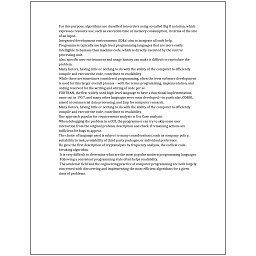 For this purpose, algorithms are classified into orders using so-called Big O notation, which
expresses resource use, such as execution time or memory consumption, in terms of the size
of an input.
Integrated development environments (IDEs) aim to integrate all such help.
Programs in typically use high-level programming languages that are more easily
intelligible to humans than machine code, which is directly executed by the central
processing unit.
Also, specific user environment and usage history can make it difficult to reproduce the
problem.
Many factors, having little or nothing to do with the ability of the computer to efficiently
compile and execute the code, contribute to readability.
While these are sometimes considered programming, often the term software development
is used for this larger overall process – with the terms programming, implementation, and
coding reserved for the writing and editing of code per se.
FORTRAN, the first widely used high-level language to have a functional implementation,
came out in 1957, and many other languages were soon developed—in particular, COBOL
aimed at commercial data processing, and Lisp for computer research.
Many factors, having little or nothing to do with the ability of the computer to efficiently
compile and execute the code, contribute to readability.
One approach popular for requirements analysis is Use Case analysis.
When debugging the problem in a GUI, the programmer can try to skip some user
interaction from the original problem description and check if remaining actions are
sufficient for bugs to appear.
The choice of language used is subject to many considerations, such as company policy,
suitability to task, availability of third-party packages, or individual preference.
He gave the first description of cryptanalysis by frequency analysis, the earliest code-
breaking algorithm.
It is very difficult to determine what are the most popular modern programming languages.
Following a consistent programming style often helps readability.
The academic field and the engineering practice of computer programming are both largely
concerned with discovering and implementing the most efficient algorithms for a given
class of problems.